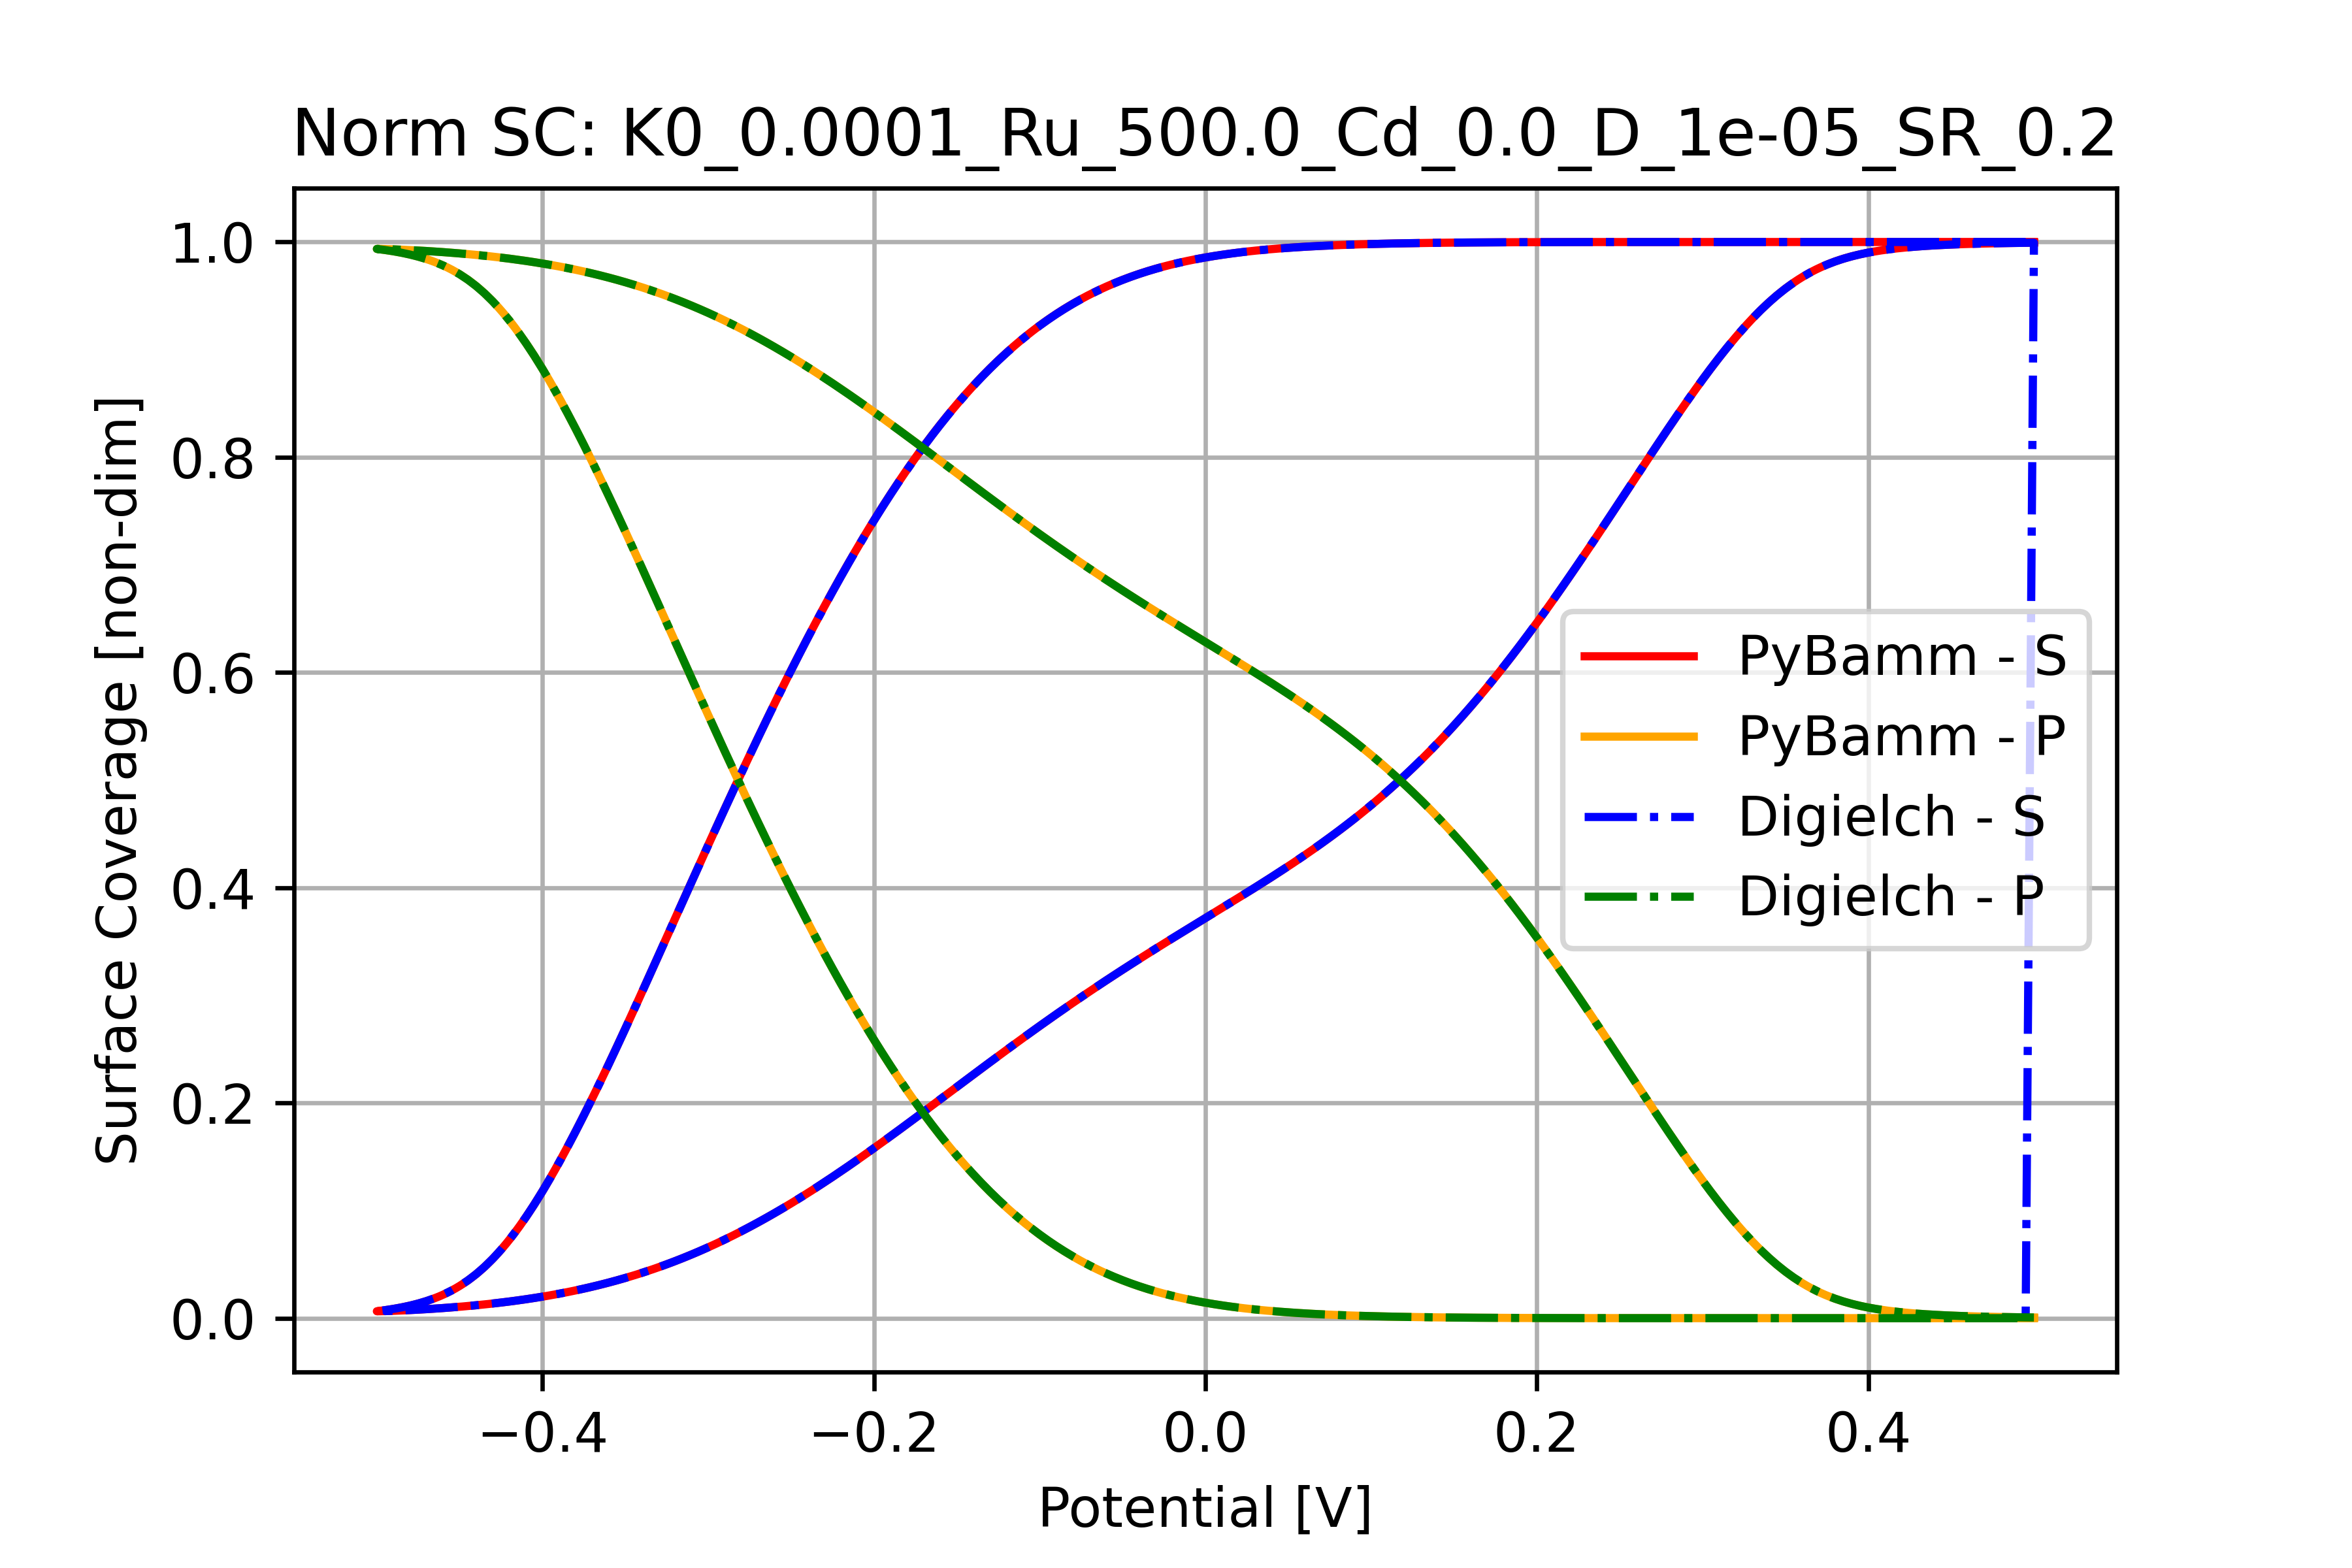 Norm SC: K0_0.0001_Ru_500.0_Cd_0.0_D_1e-05_SR_0.2
Surface Coverage [non-dim]
1.0
0.8
0.6
0.4
0.2
0.0
PyBamm - S
PyBamm - P
Digielch - S
Digielch - P
−0.4 −0.2 0.0 0.2 0.4
Potential [V]